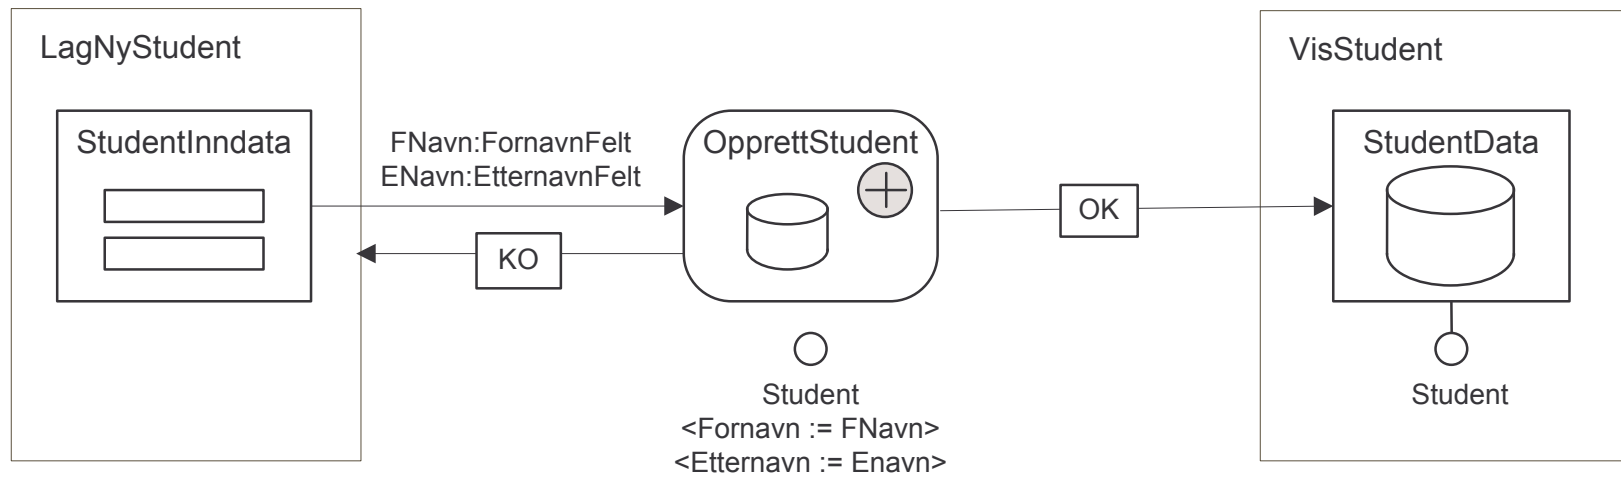 LagNyStudent
StudentInndata
FNavn:FornavnFelt
ENavn:EtternavnFelt
KO
OpprettStudent
Student
<Fornavn := FNavn>
<Etternavn := Enavn>
OK
VisStudent
StudentData
Student